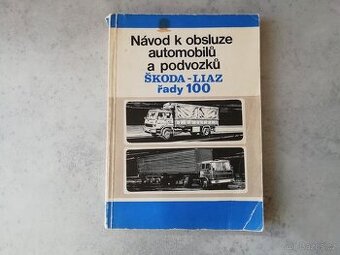 Návod k obsluze
automobilů
a podvozků
ŠKODA-LIAZ
řady 100